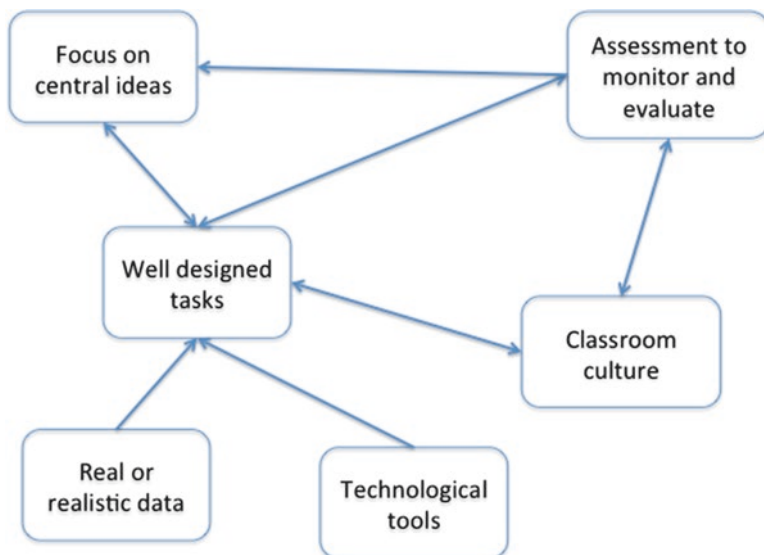 Focus on
central ideas
Assessment to
monitor and
evaluate
Well designed
tasks
Classroom
culture
Real or
realistic data
Technological
tools